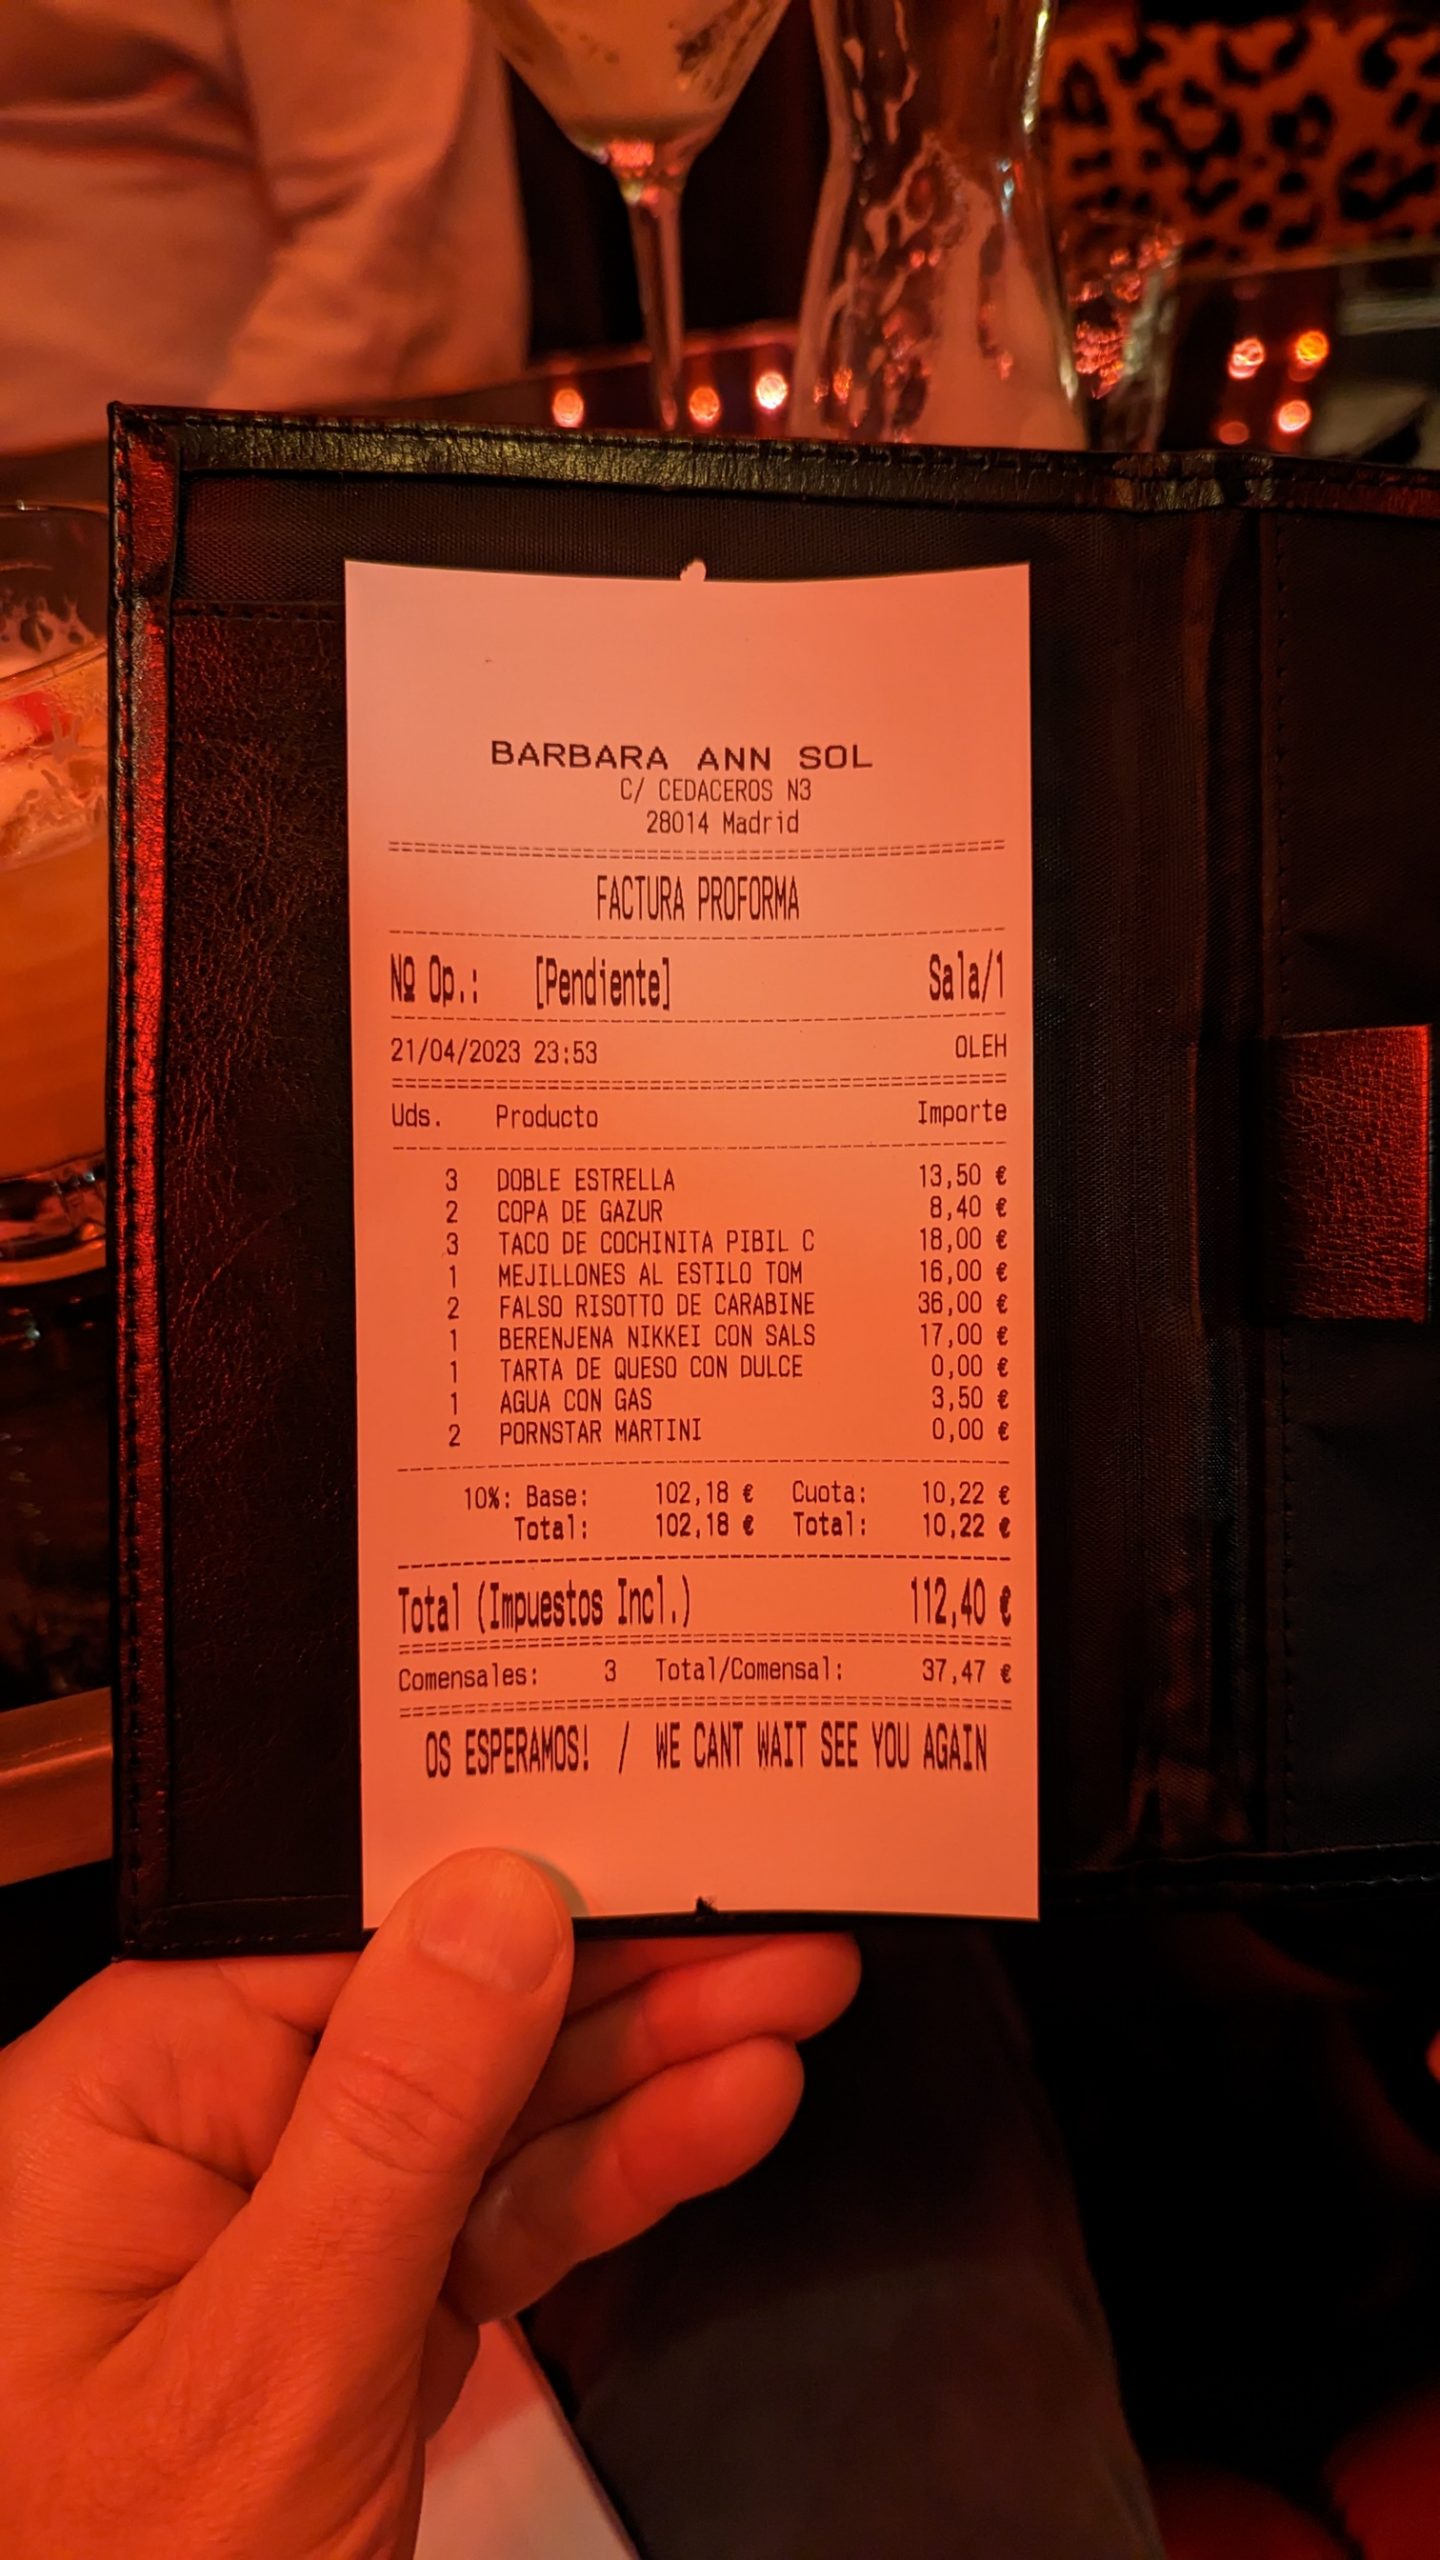 BARBARA ANN SOL
C/ CEDACEROS N3
28014 Madrid
FACTURA PROFORMA
Nº Op.: [Pendiente] Sala/1
21/04/2023 23:53 OLEH
Uds. Producto Importe
3 DOBLE ESTRELLA 13,50 €
2 COPA DE GAZUR 8,40 €
3 TACO DE COCHINITA PIBIL C 18,00 €
1 MEJILLONES AL ESTILO TOM 16,00 €
2 FALSO RISOTTO DE CARABINE 36,00 €
1 BERENJENA NIKKEI CON SALS 17,00 €
1 TARTA DE QUESO CON DULCE 0,00 €
1 AGUA CON GAS 3,50 €
2 PORNSTAR MARTINI 0,00 €
10%: Base: 102,18 € Cuota: 10,22 €
Total: 102,18 € Total: 10,22 €
Total (Impuestos Incl.) 112,40 €
Comensales: 3 Total/Comensal: 37,47 €
OS ESPERAMOS! / WE CANT WAIT SEE YOU AGAIN